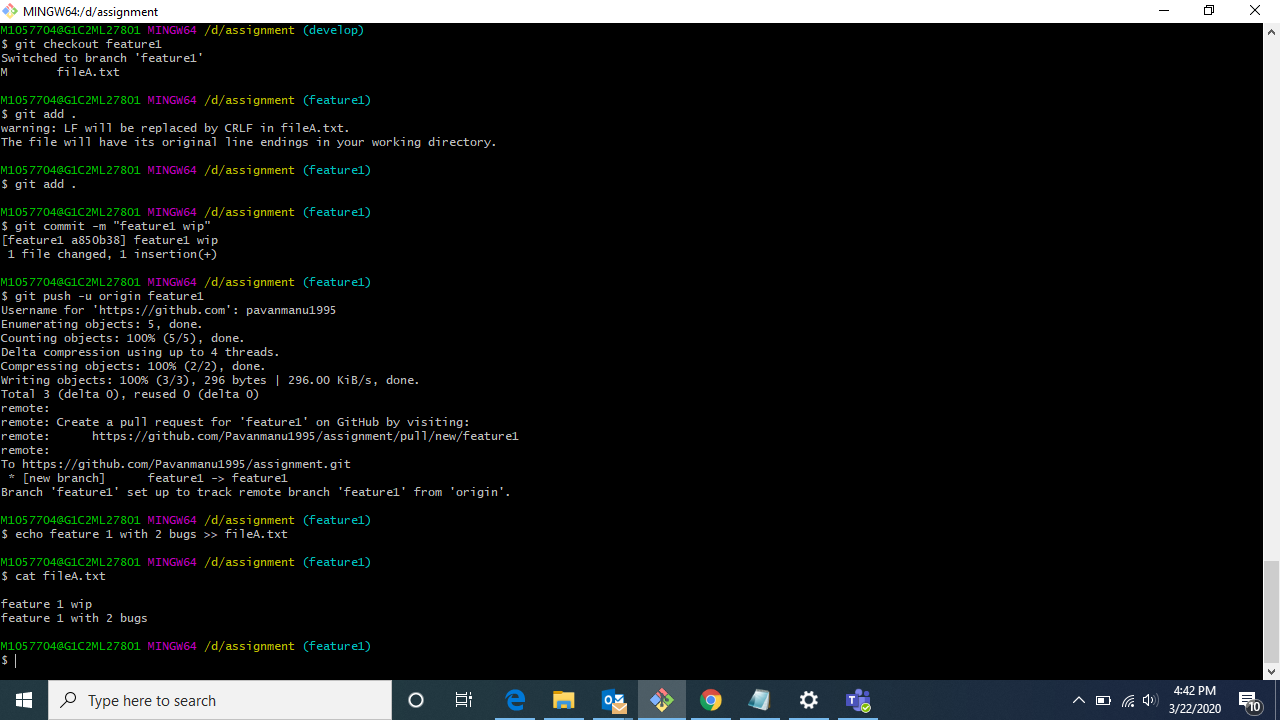 MINGW64:/d/assignment
M1057704@G1C2ML27801 MINGW64 /d/assignment (develop)
$ git checkout feature1
Switched to branch 'feature1'
M       fileA.txt
M1057704@G1C2ML27801 MINGW64 /d/assignment (feature1)
$ git add .
warning: LF will be replaced by CRLF in fileA.txt.
The file will have its original line endings in your working directory.
M1057704@G1C2ML27801 MINGW64 /d/assignment (feature1)
$ git add .
M1057704@G1C2ML27801 MINGW64 /d/assignment (feature1)
$ git commit -m "feature1 wip"
[feature1 a850b38] feature1 wip
 1 file changed, 1 insertion(+)
M1057704@G1C2ML27801 MINGW64 /d/assignment (feature1)
$ git push -u origin feature1
Username for 'https://github.com': pavanmanu1995
Enumerating objects: 5, done.
Counting objects: 100% (5/5), done.
Delta compression using up to 4 threads.
Compressing objects: 100% (2/2), done.
Writing objects: 100% (3/3), 296 bytes | 296.00 KiB/s, done.
Total 3 (delta 0), reused 0 (delta 0)
remote:
remote: Create a pull request for 'feature1' on GitHub by visiting:
remote:      https://github.com/Pavanmanu1995/assignment/pull/new/feature1
remote:
To https://github.com/Pavanmanu1995/assignment.git
 * [new branch]      feature1 -> feature1
Branch 'feature1' set up to track remote branch 'feature1' from 'origin'.
M1057704@G1C2ML27801 MINGW64 /d/assignment (feature1)
$ echo feature 1 with 2 bugs >> fileA.txt
M1057704@G1C2ML27801 MINGW64 /d/assignment (feature1)
$ cat fileA.txt
feature 1 wip
feature 1 with 2 bugs
M1057704@G1C2ML27801 MINGW64 /d/assignment (feature1)
$
Type here to search
4:42 PM
3/22/2020
10